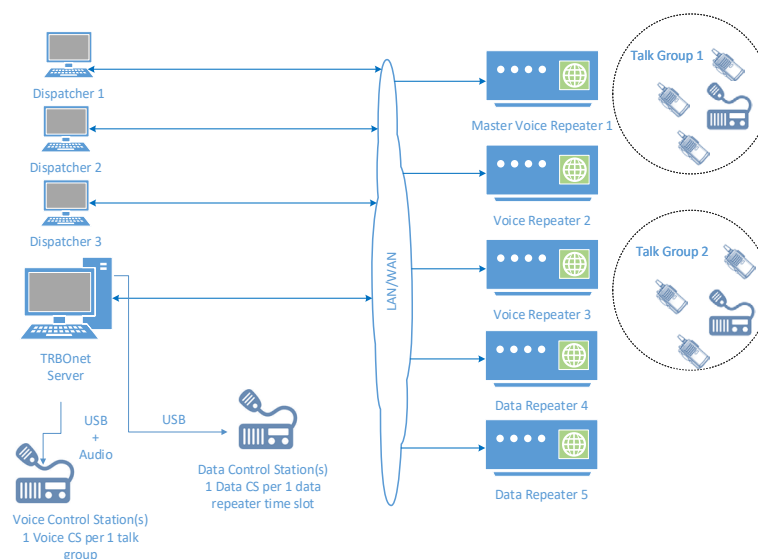 Dispatcher 1
Dispatcher 2
Dispatcher 3
TRBOnet
Server
USB
+
Audio
USB
Voice Control Station(s)
1 Voice CS per 1 talk
group
Data Control Station(s)
1 Data CS per 1 data
repeater time slot
LAN/WAN
Master Voice Repeater 1
Voice Repeater 2
Voice Repeater 3
Data Repeater 4
Data Repeater 5
Talk Group 1
Talk Group 2